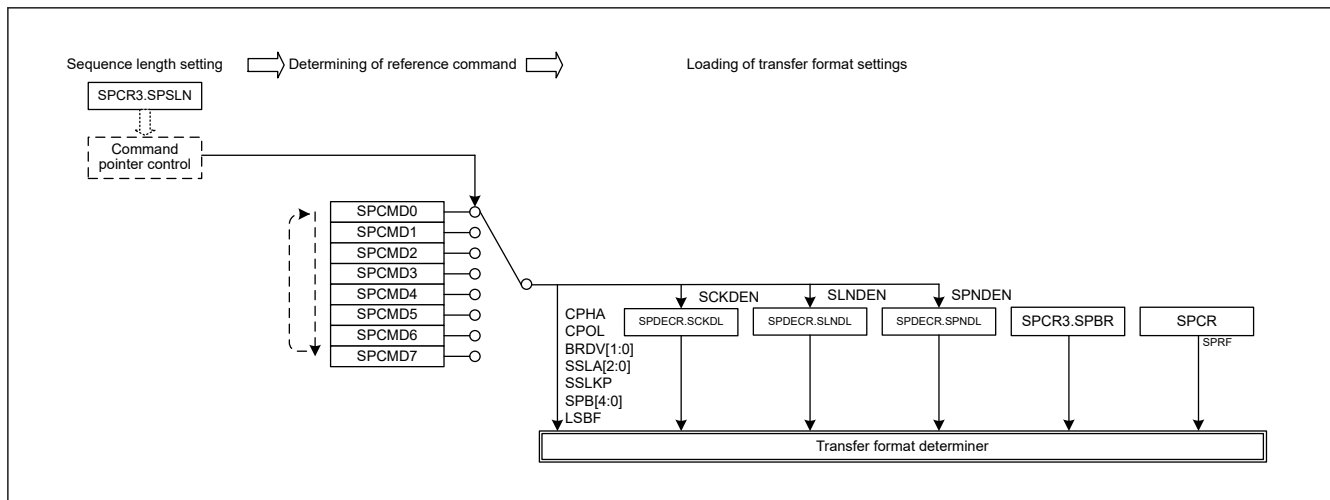 Sequence length setting
Determining of reference command
Loading of transfer format settings
SPCR3.SPSLN
Command
pointer control
SPCMD0
SPCMD1
SPCMD2
SPCMD3
SPCMD4
SPCMD5
SPCMD6
SPCMD7
CPHA
CPOL
BRDV[1:0]
SSLA[2:0]
SSLKP
SPB[4:0]
LSBF
SCKDEN
SPDECR.SCKDL
SLNDEN
SPDECR.SLNDL
SPNDEN
SPDECR.SPNDL
SPCR3.SPBR
SPCR
SPRF
Transfer format determiner